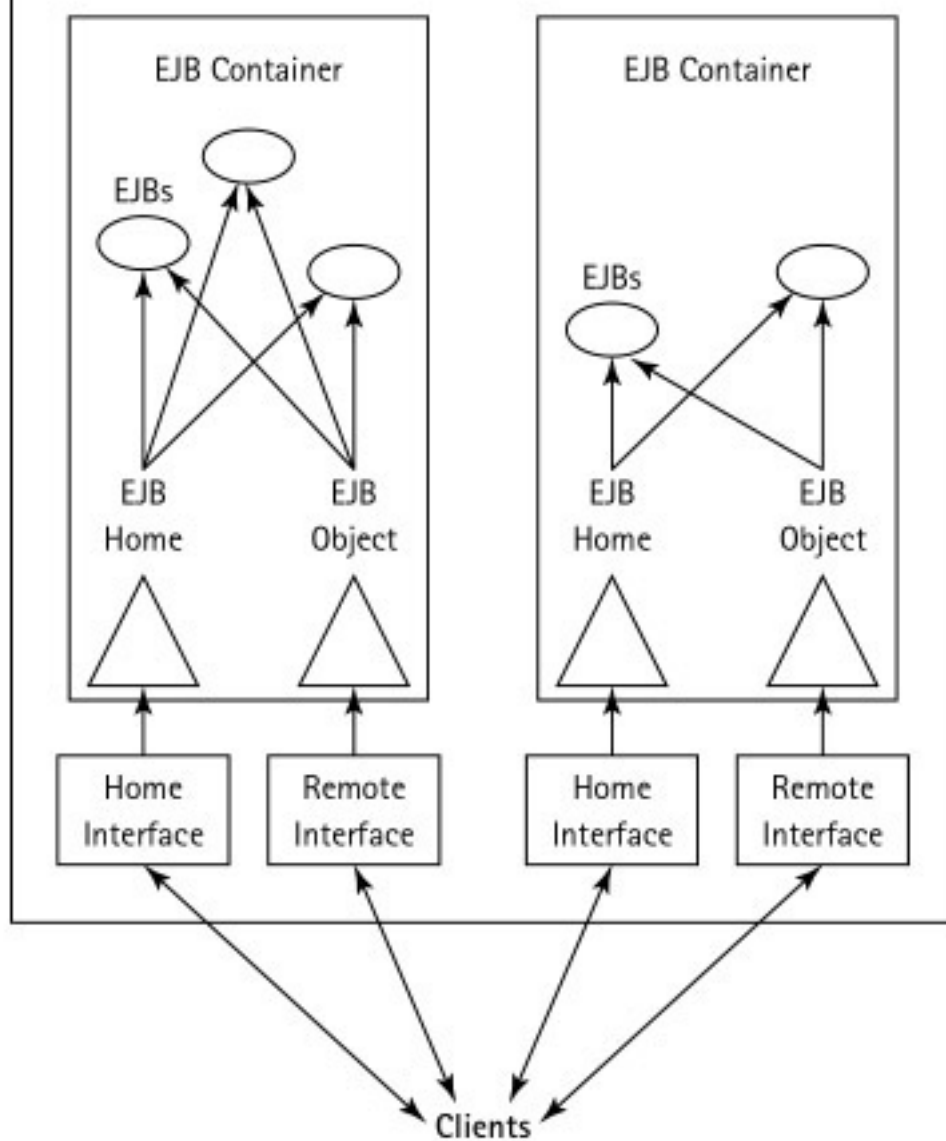 EJB Container
EJBs
EJB
Home
EJB
Object
Home
Interface
Remote
Interface
EJB Container
EJBs
EJB
Home
EJB
Object
Home
Interface
Remote
Interface
Clients